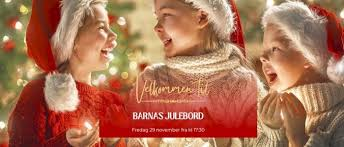 Velkommen til
BARNAS JULEBORD
Fredag 29 november fra kl 17:30